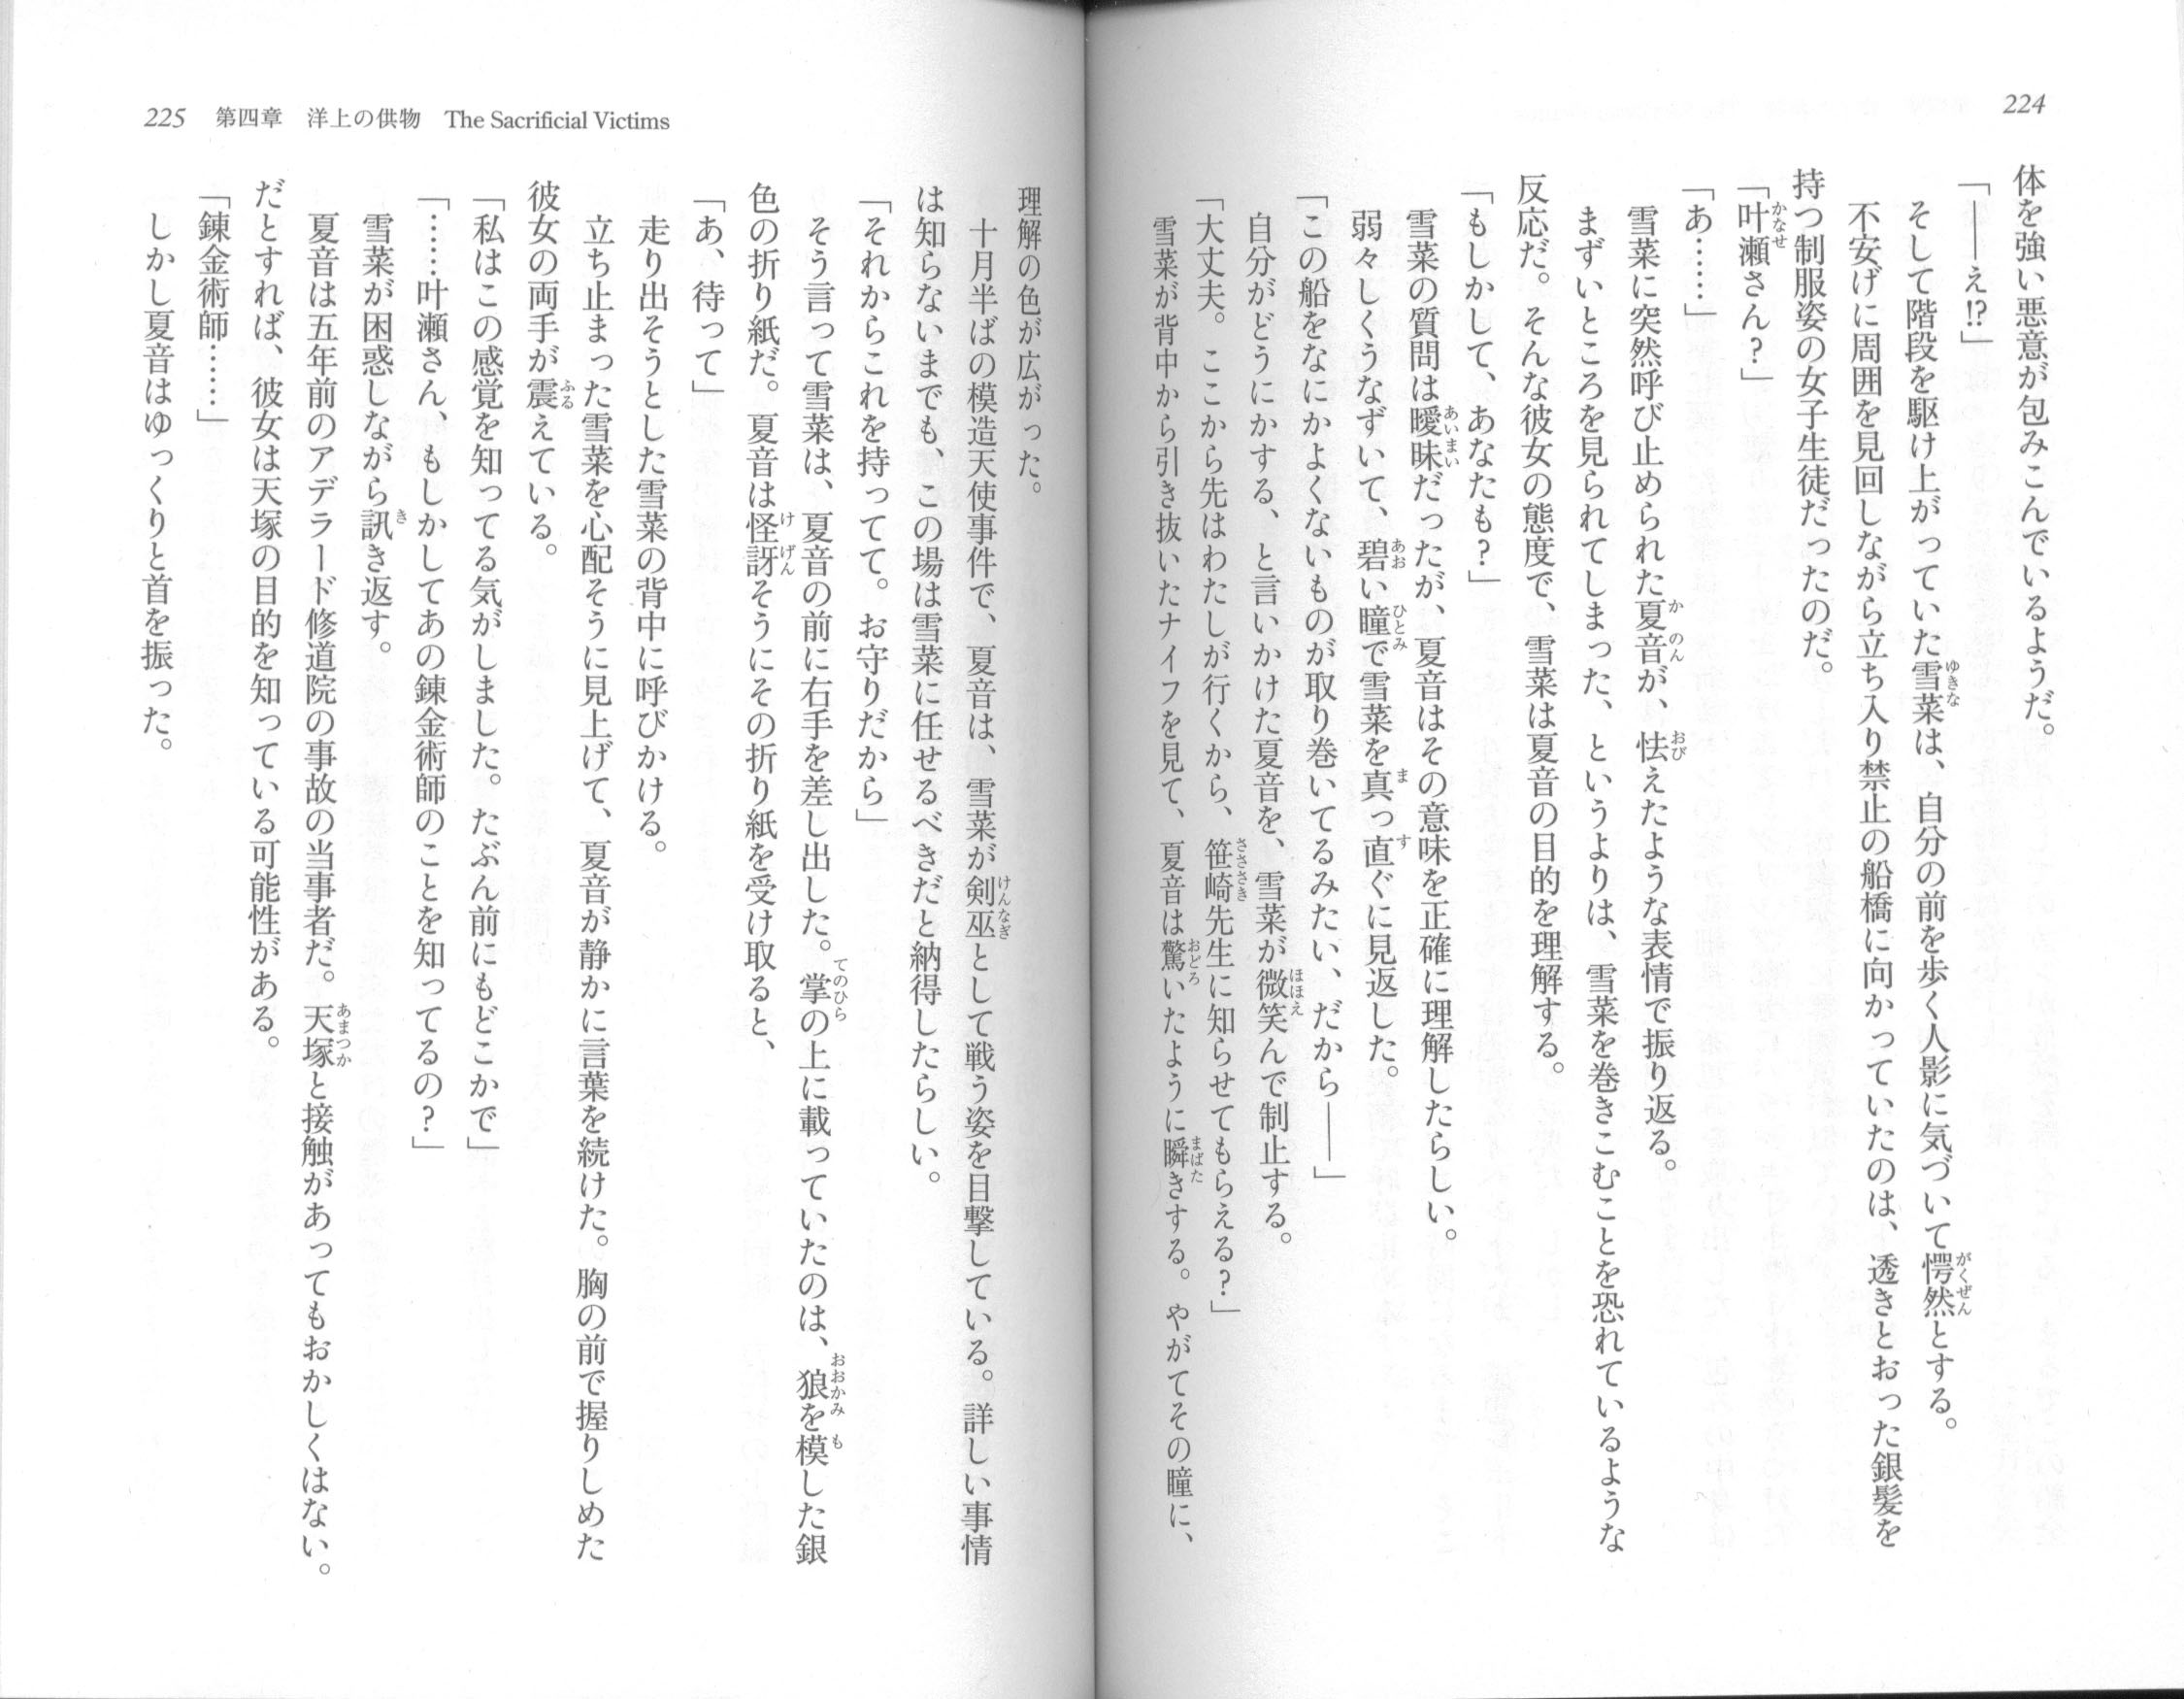 224
体を強い悪意が包みこんでいるようだ。
「——え!?」
そして階段を駆け上がっていた雪菜は、自分の前を歩く人影に気づいて愕然とする。
不安げに周囲を見回しながら立ち入り禁止の船橋に向かっていたのは、透きとおった銀髪を
持つ制服姿の女子生徒だったのだ。
「叶瀬さん？」
「あ……」
雪菜に突然呼び止められた夏音が、怯えたような表情で振り返る。
まずいところを見られてしまった、というよりは、雪菜を巻きこむことを恐れているような
反応だ。そんな彼女の態度で、雪菜は夏音の目的を理解する。
「もしかして、あなたも？」
雪菜の質問は曖昧だったが、夏音はその意味を正確に理解したらしい。
弱々しくうなずいて、碧い瞳で雪菜を真っ直ぐに見返した。
「この船をなにかよくないものが取り巻いてるみたい、だから——」
自分がどうにかする、と言いかけた夏音を、雪菜が微笑んで制止する。
「大丈夫。ここから先はわたしが行くから、笹崎先生に知らせてもらえる？」
雪菜が背中から引き抜いたナイフを見て、夏音は驚いたように瞬きする。やがてその瞳に、
225 第四章 洋上の供物 The Sacrificial Victims
理解の色が広がった。
十月半ばの模造天使事件で、夏音は、雪菜が剣巫として戦う姿を目撃している。詳しい事情
は知らないまでも、この場は雪菜に任せるべきだと納得したらしい。
「それからこれを持ってて。お守りだから」
そう言って雪菜は、夏音の前に右手を差し出した。掌の上に載っていたのは、狼を模した銀
色の折り紙だ。夏音は怪訝そうにその折り紙を受け取ると、
「あ、待って」
走り出そうとした雪菜の背中に呼びかける。
立ち止まった雪菜を心配そうに見上げて、夏音が静かに言葉を続けた。胸の前で握りしめた
彼女の両手が震えている。
「私はこの感覚を知ってる気がしました。たぶん前にもどこかで」
「……叶瀬さん、もしかしてあの錬金術師のことを知ってるの？」
雪菜が困惑しながら訊き返す。
夏音は五年前のアデラード修道院の事故の当事者だ。天塚と接触があってもおかしくはない。
だとすれば、彼女は天塚の目的を知っている可能性がある。
「錬金術師……」
しかし夏音はゆっくりと首を振った。